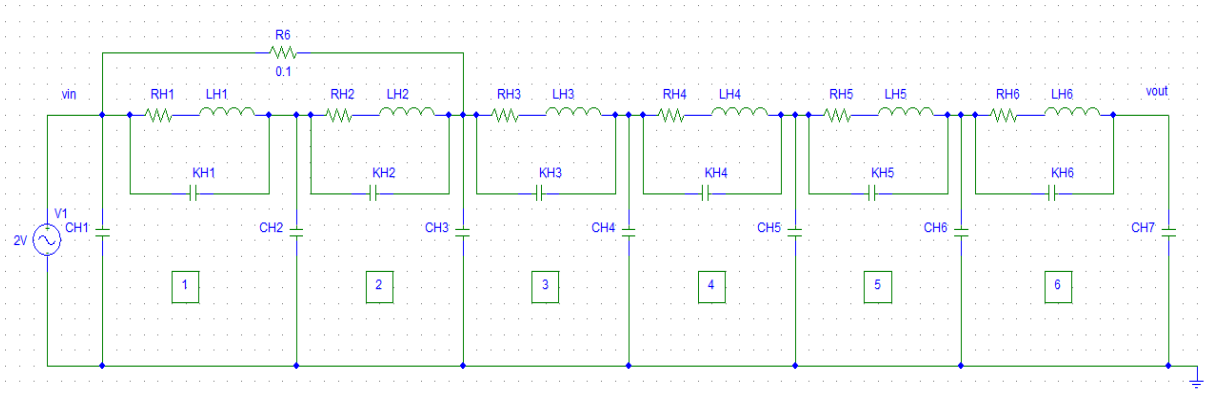 R6
0.1
vin RH1 LH1 RH2 LH2 RH3 LH3 RH4 LH4 RH5 LH5 RH6 LH6 vout
KH1 KH2 KH3 KH4 KH5 KH6
V1
2V CH1 CH2 CH3 CH4 CH5 CH6 CH7
1 2 3 4 5 6